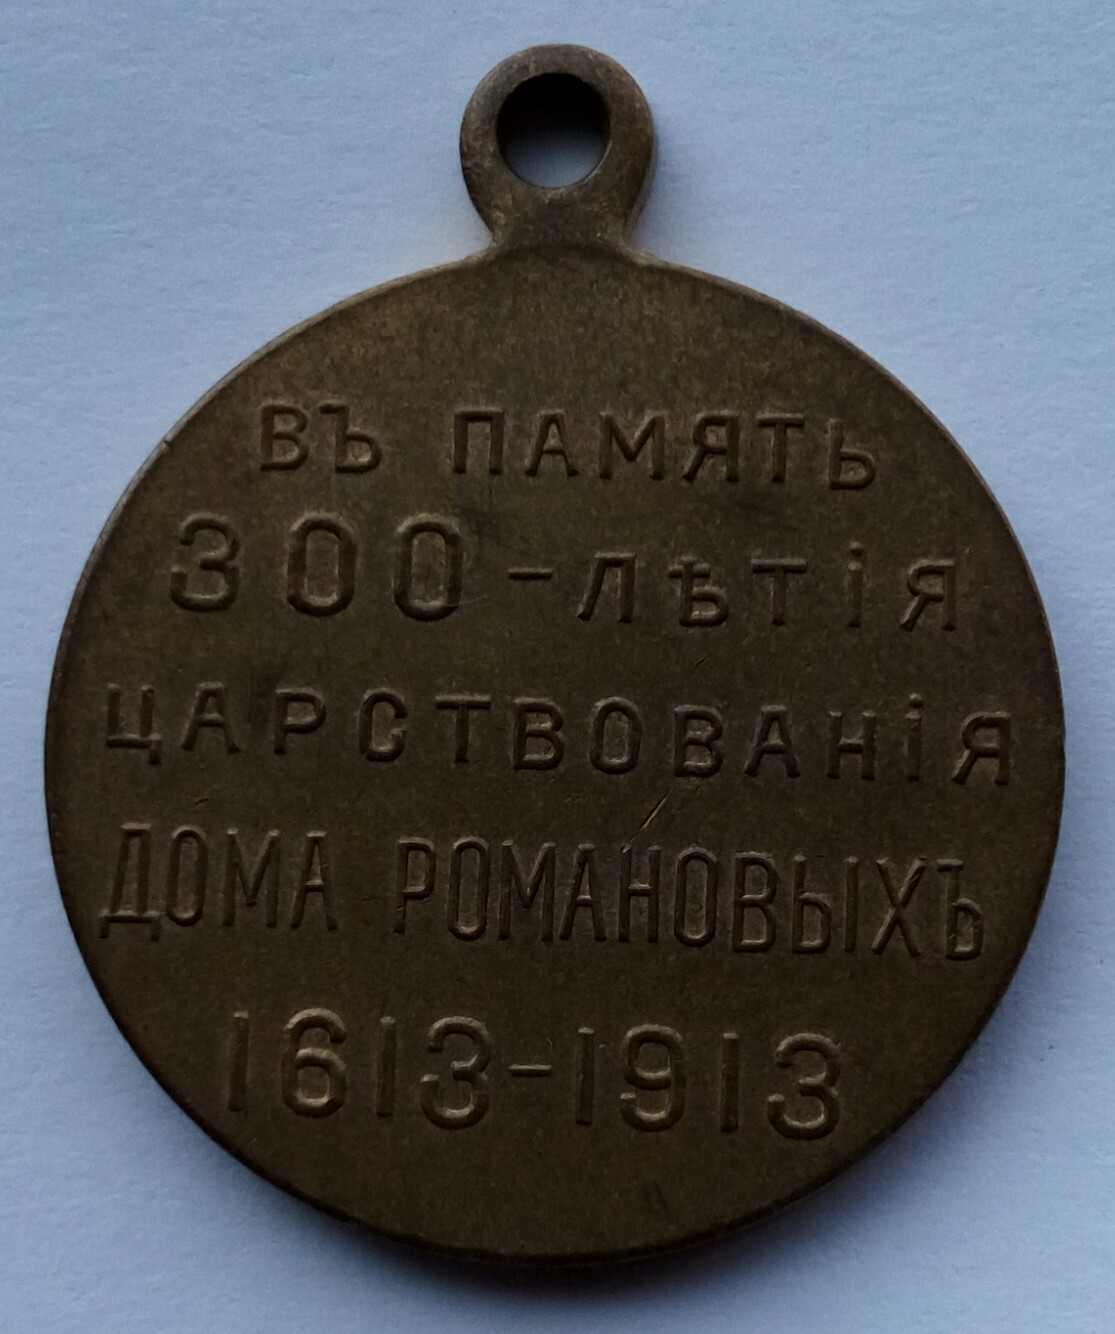 ВЪ ПАМЯТЬ
300-ЛѢТІЯ
ЦАРСТВОВАНІЯ
ДОМА РОМАНОВЫХЪ
1613-1913